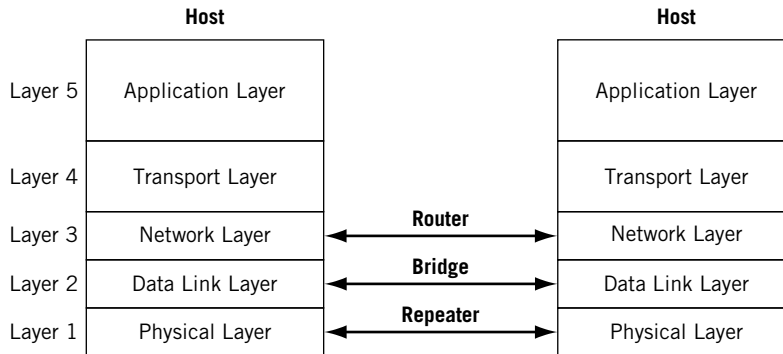 Host Host
Layer 5 Application Layer Application Layer
Layer 4 Transport Layer Transport Layer
Router
Layer 3 Network Layer Network Layer
Bridge
Layer 2 Data Link Layer Data Link Layer
Repeater
Layer 1 Physical Layer Physical Layer